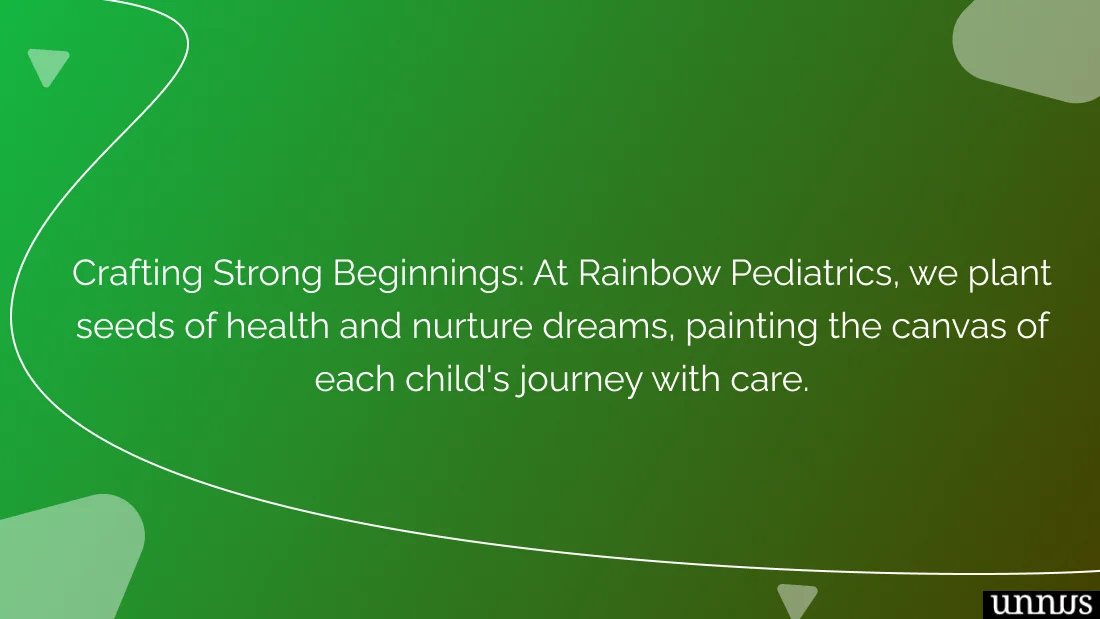 Crafting Strong Beginnings: At Rainbow Pediatrics, we plant
seeds of health and nurture dreams, painting the canvas of
each child's journey with care.
unnus